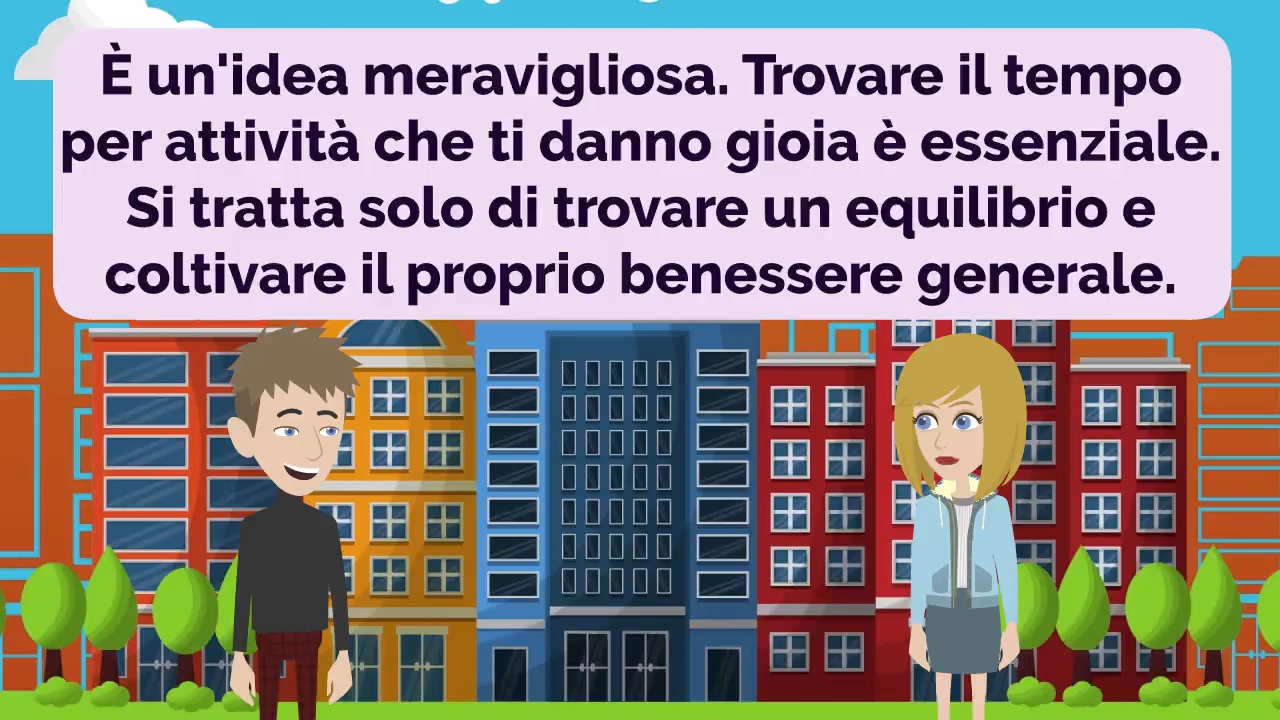 È un'idea meravigliosa. Trovare il tempo
per attività che ti danno gioia è essenziale.
Si tratta solo di trovare un equilibrio e
coltivare il proprio benessere generale.